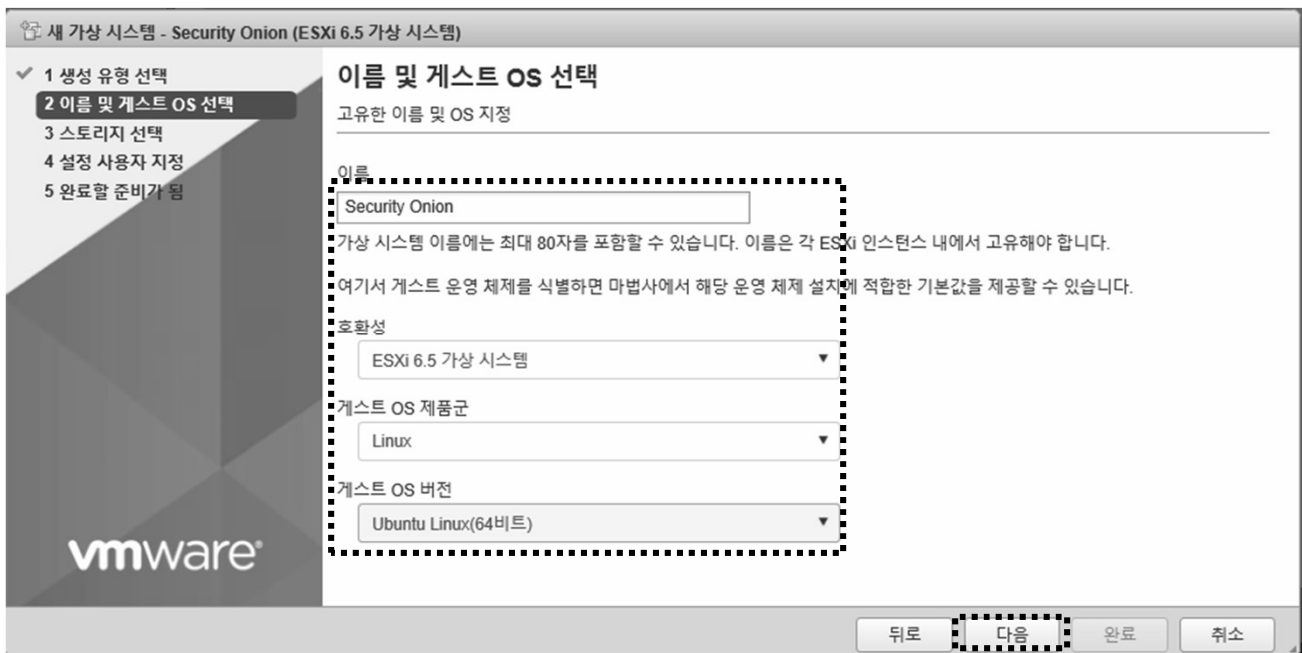 새 가상 시스템 - Security Onion (ESXi 6.5 가상 시스템)
1 생성 유형 선택
2 이름 및 게스트 OS 선택
3 스토리지 선택
4 설정 사용자 지정
5 완료할 준비가 됨
vmware®
이름 및 게스트 OS 선택
고유한 이름 및 OS 지정
이름
Security Onion
가상 시스템 이름에는 최대 80자를 포함할 수 있습니다. 이름은 각 ESXi 인스턴스 내에서 고유해야 합니다.
여기서 게스트 운영 체제를 식별하면 마법사에서 해당 운영 체제 설치에 적합한 기본값을 제공할 수 있습니다.
호환성
ESXi 6.5 가상 시스템
게스트 OS 제품군
Linux
게스트 OS 버전
Ubuntu Linux(64비트)
뒤로 다음 완료 취소